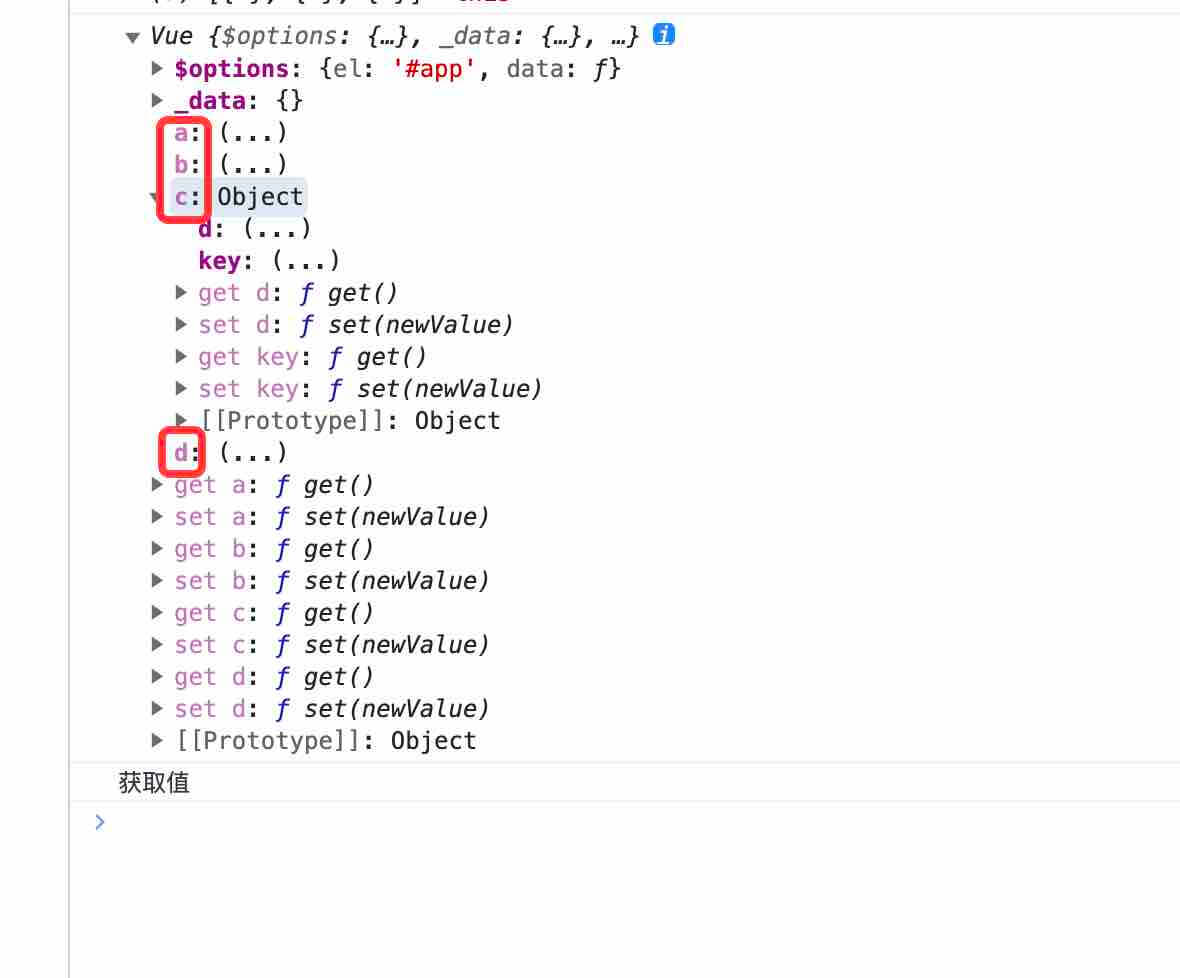 Vue {$options: {…}, _data: {…}, …} i
$options: {el: '#app', data: ƒ}
_data: {}
a: (...)
b: (...)
c: Object
d: (...)
key: (...)
get d: ƒ get()
set d: ƒ set(newValue)
get key: ƒ get()
set key: ƒ set(newValue)
[[Prototype]]: Object
d: (...)
get a: ƒ get()
set a: ƒ set(newValue)
get b: ƒ get()
set b: ƒ set(newValue)
get c: ƒ get()
set c: ƒ set(newValue)
get d: ƒ get()
set d: ƒ set(newValue)
[[Prototype]]: Object
获取值